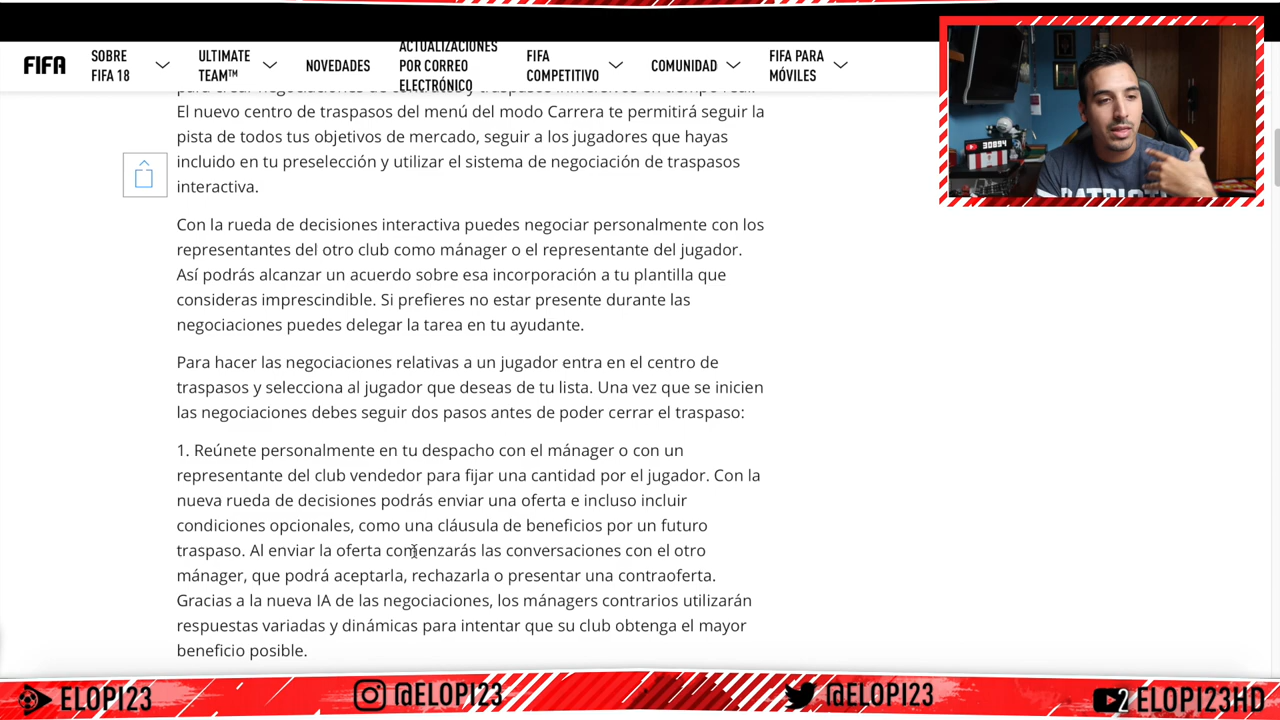 FIFA
SOBRE
FIFA 18
ULTIMATE
TEAM™
NOVEDADES
ACTUALIZACIONES
POR CORREO
ELECTRÓNICO
FIFA
COMPETITIVO
COMUNIDAD
FIFA PARA
MÓVILES
30894
PATRIOT
El nuevo centro de traspasos del menú del modo Carrera te permitirá seguir la
pista de todos tus objetivos de mercado, seguir a los jugadores que hayas
incluido en tu preselección y utilizar el sistema de negociación de traspasos
interactiva.
Con la rueda de decisiones interactiva puedes negociar personalmente con los
representantes del otro club como mánager o el representante del jugador.
Así podrás alcanzar un acuerdo sobre esa incorporación a tu plantilla que
consideras imprescindible. Si prefieres no estar presente durante las
negociaciones puedes delegar la tarea en tu ayudante.
Para hacer las negociaciones relativas a un jugador entra en el centro de
traspasos y selecciona al jugador que deseas de tu lista. Una vez que se inicien
las negociaciones debes seguir dos pasos antes de poder cerrar el traspaso:
1. Reúnete personalmente en tu despacho con el mánager o con un
representante del club vendedor para fijar una cantidad por el jugador. Con la
nueva rueda de decisiones podrás enviar una oferta e incluso incluir
condiciones opcionales, como una cláusula de beneficios por un futuro
traspaso. Al enviar la oferta comenzarás las conversaciones con el otro
mánager, que podrá aceptarla, rechazarla o presentar una contraoferta.
Gracias a la nueva IA de las negociaciones, los mánagers contrarios utilizarán
respuestas variadas y dinámicas para intentar que su club obtenga el mayor
beneficio posible.
ELOPI23
@ELOPI23
@ELOPI23
2 ELOPI23HD